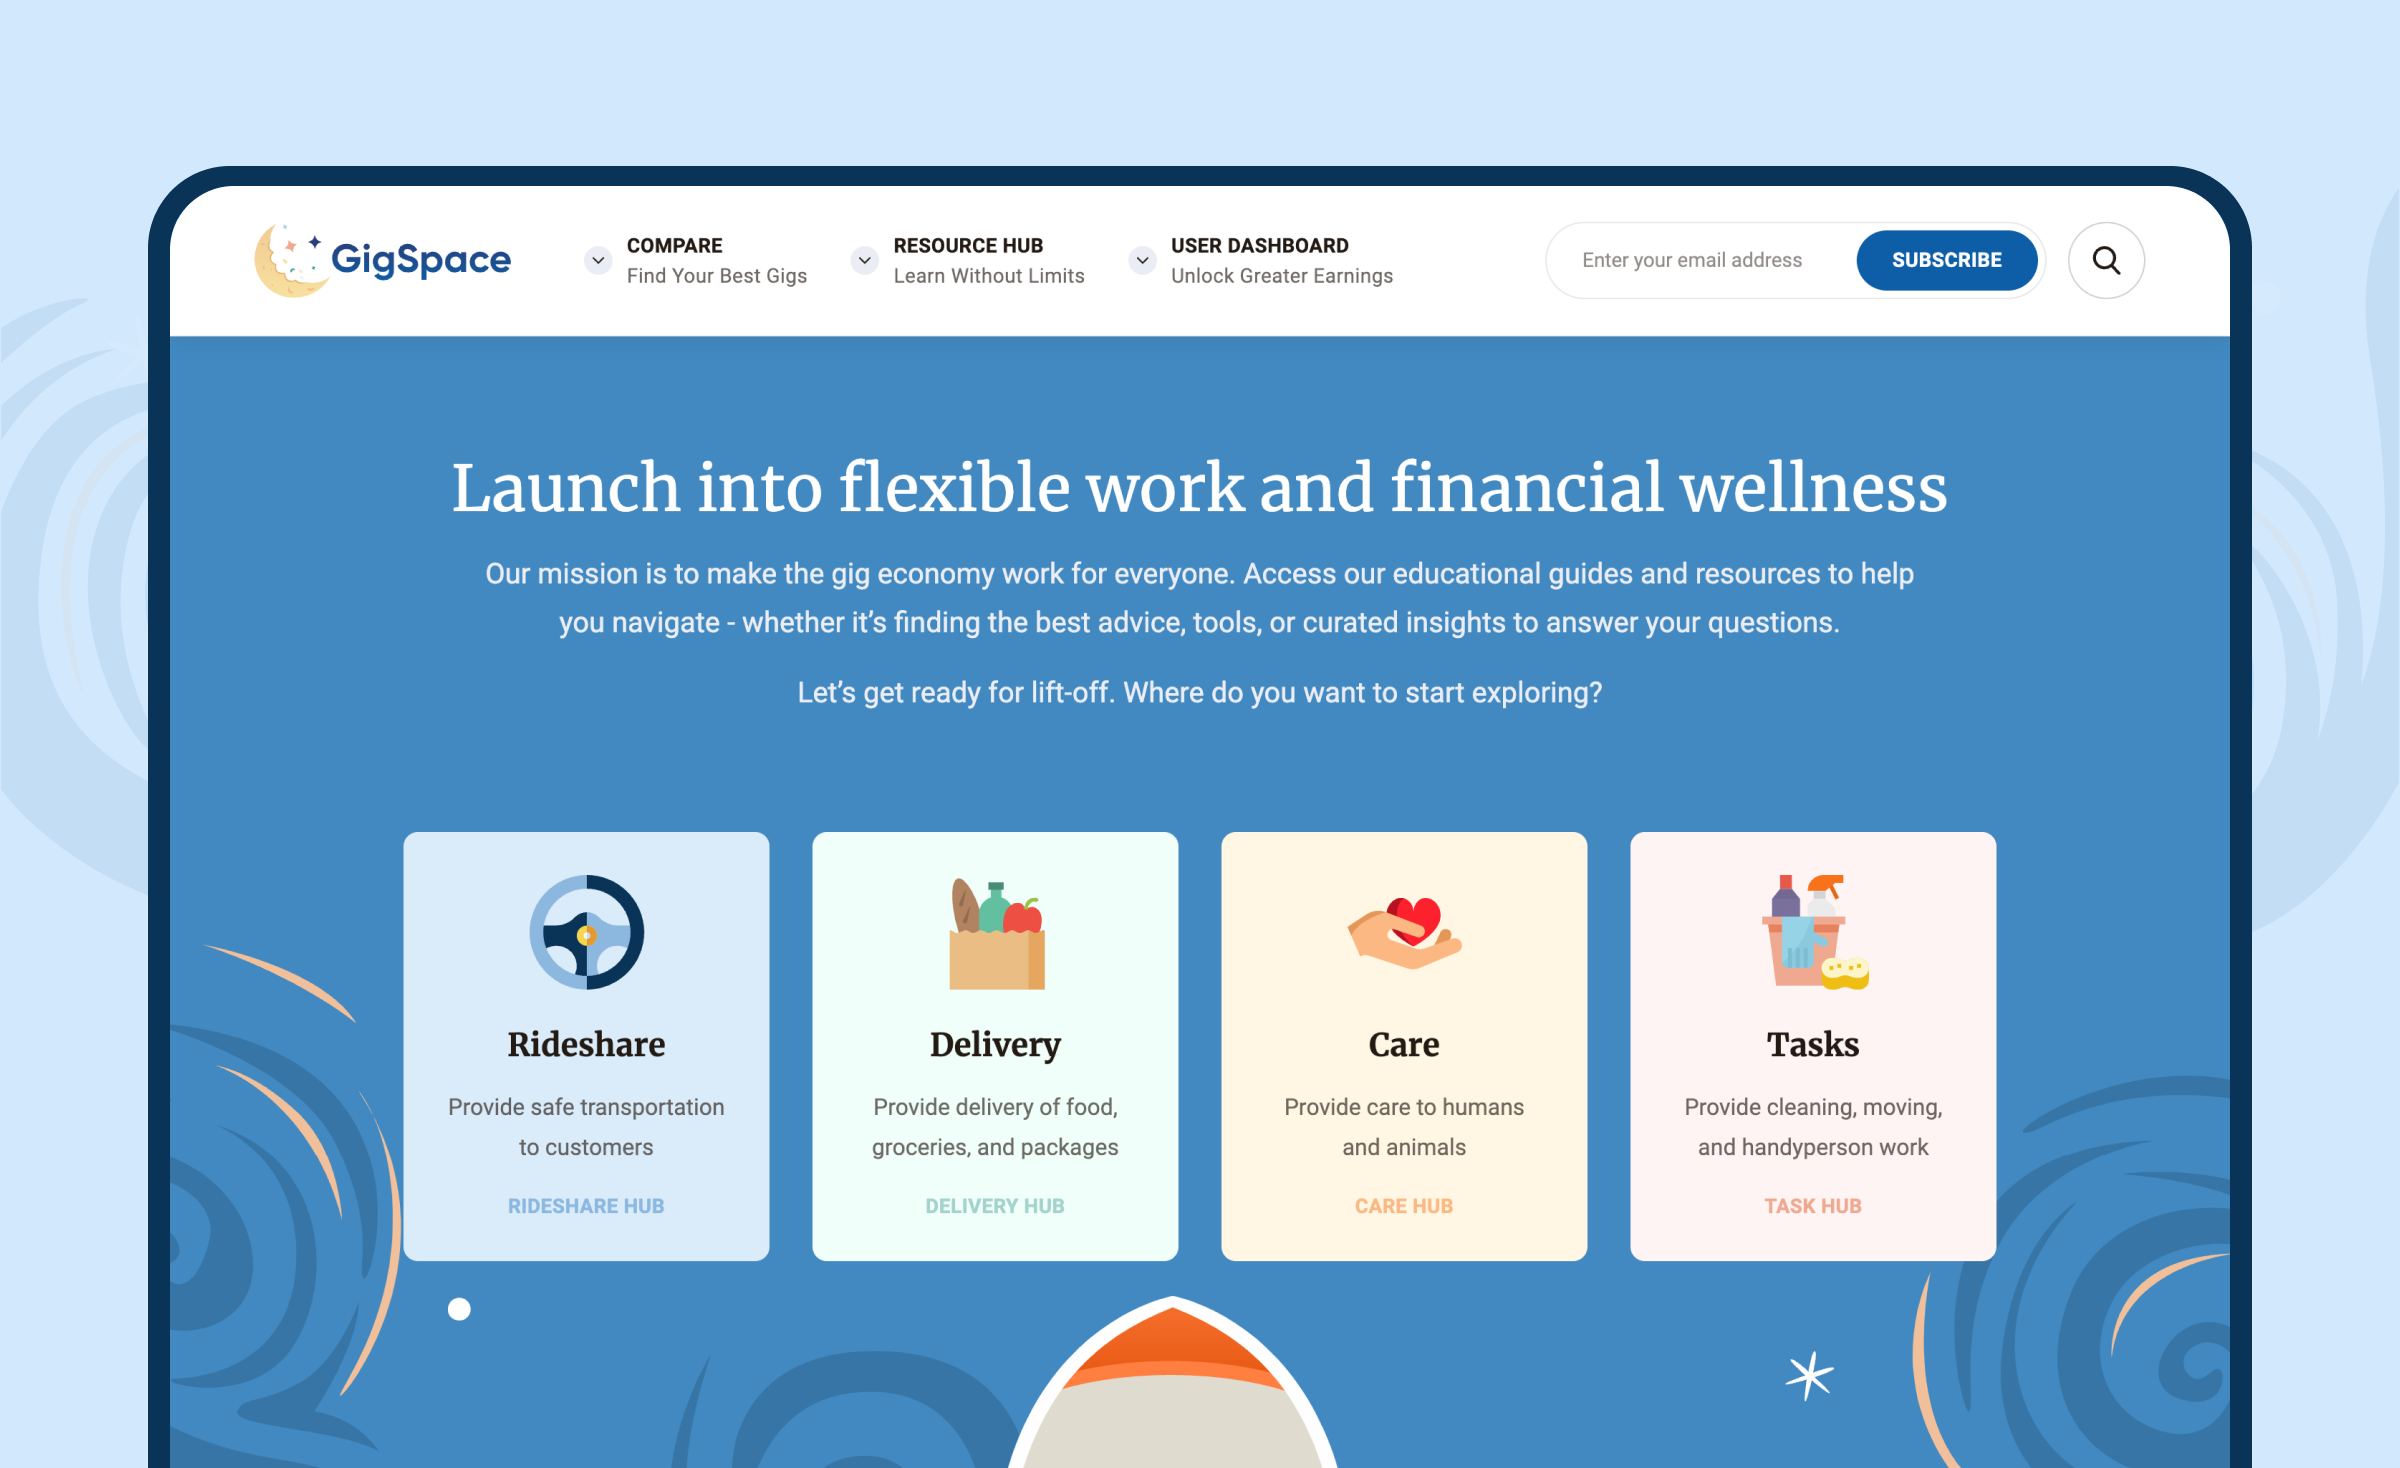 GigSpace
COMPARE
Find Your Best Gigs
RESOURCE HUB
Learn Without Limits
USER DASHBOARD
Unlock Greater Earnings
Enter your email address
SUBSCRIBE
Launch into flexible work and financial wellness
Our mission is to make the gig economy work for everyone. Access our educational guides and resources to help
you navigate - whether it’s finding the best advice, tools, or curated insights to answer your questions.
Let’s get ready for lift-off. Where do you want to start exploring?
Rideshare
Provide safe transportation
to customers
RIDESHARE HUB
Delivery
Provide delivery of food,
groceries, and packages
DELIVERY HUB
Care
Provide care to humans
and animals
CARE HUB
Tasks
Provide cleaning, moving,
and handyperson work
TASK HUB